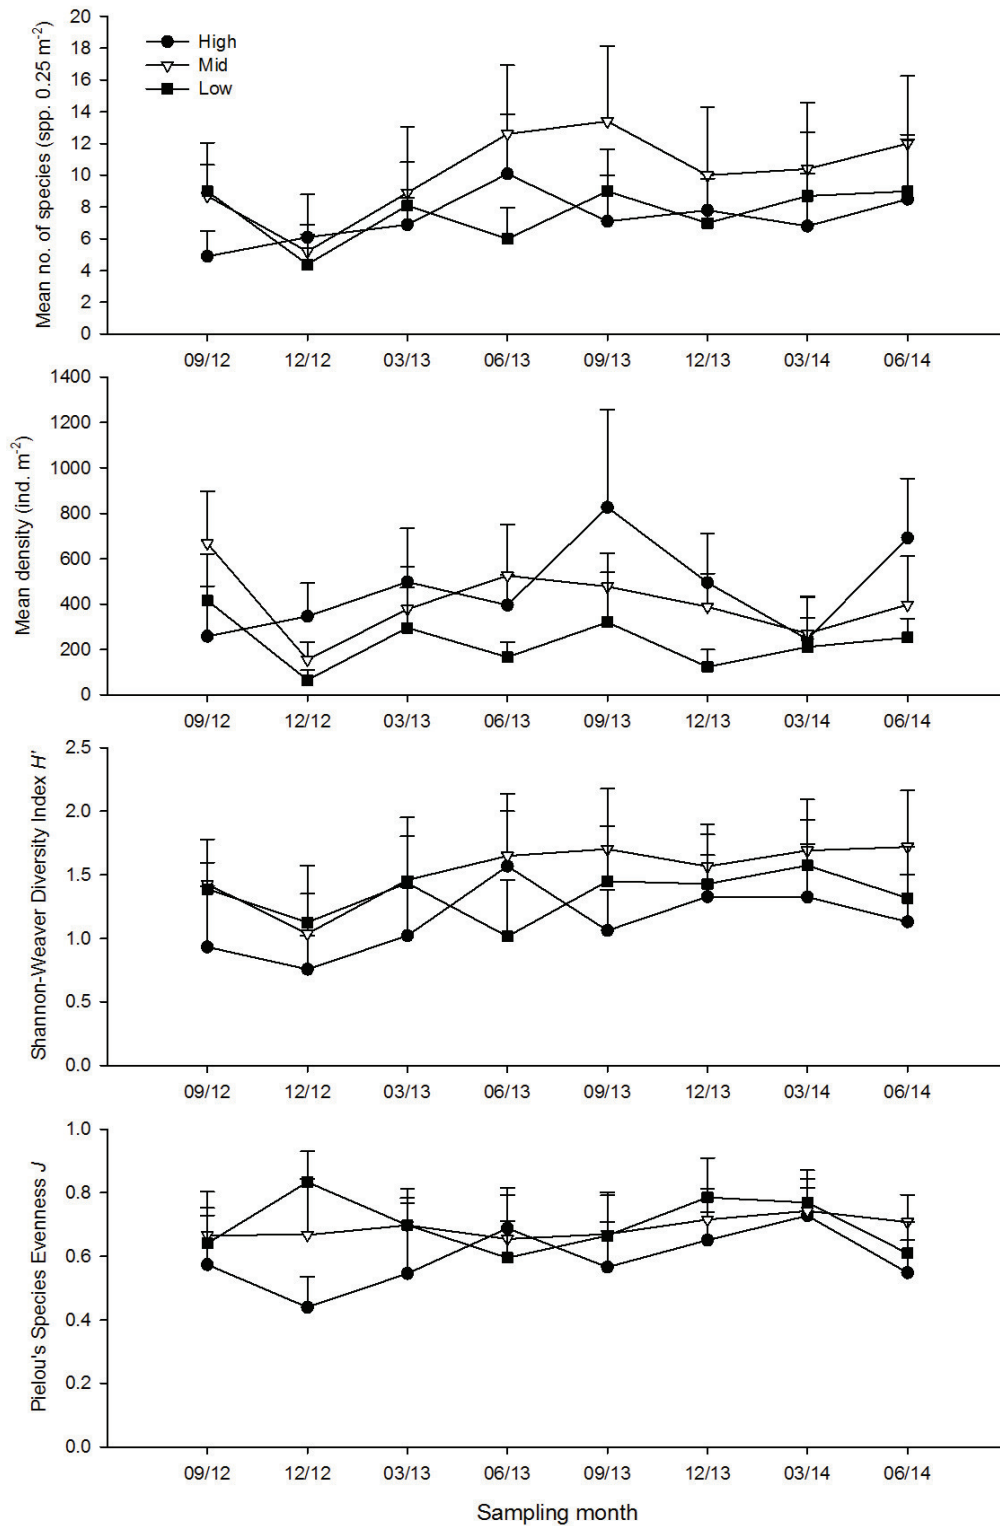 Mean no. of species (spp. 0.25 m⁻²)
20
18
16
14
12
10
8
6
4
2
0
High
Mid
Low
09/12 12/12 03/13 06/13 09/13 12/13 03/14 06/14
Mean density (ind. m⁻²)
1400
1200
1000
800
600
400
200
0
09/12 12/12 03/13 06/13 09/13 12/13 03/14 06/14
Shannon-Weaver Diversity Index H'
2.5
2.0
1.5
1.0
0.5
0.0
09/12 12/12 03/13 06/13 09/13 12/13 03/14 06/14
Pielou's Species Evenness J
1.0
0.8
0.6
0.4
0.2
0.0
09/12 12/12 03/13 06/13 09/13 12/13 03/14 06/14
Sampling month